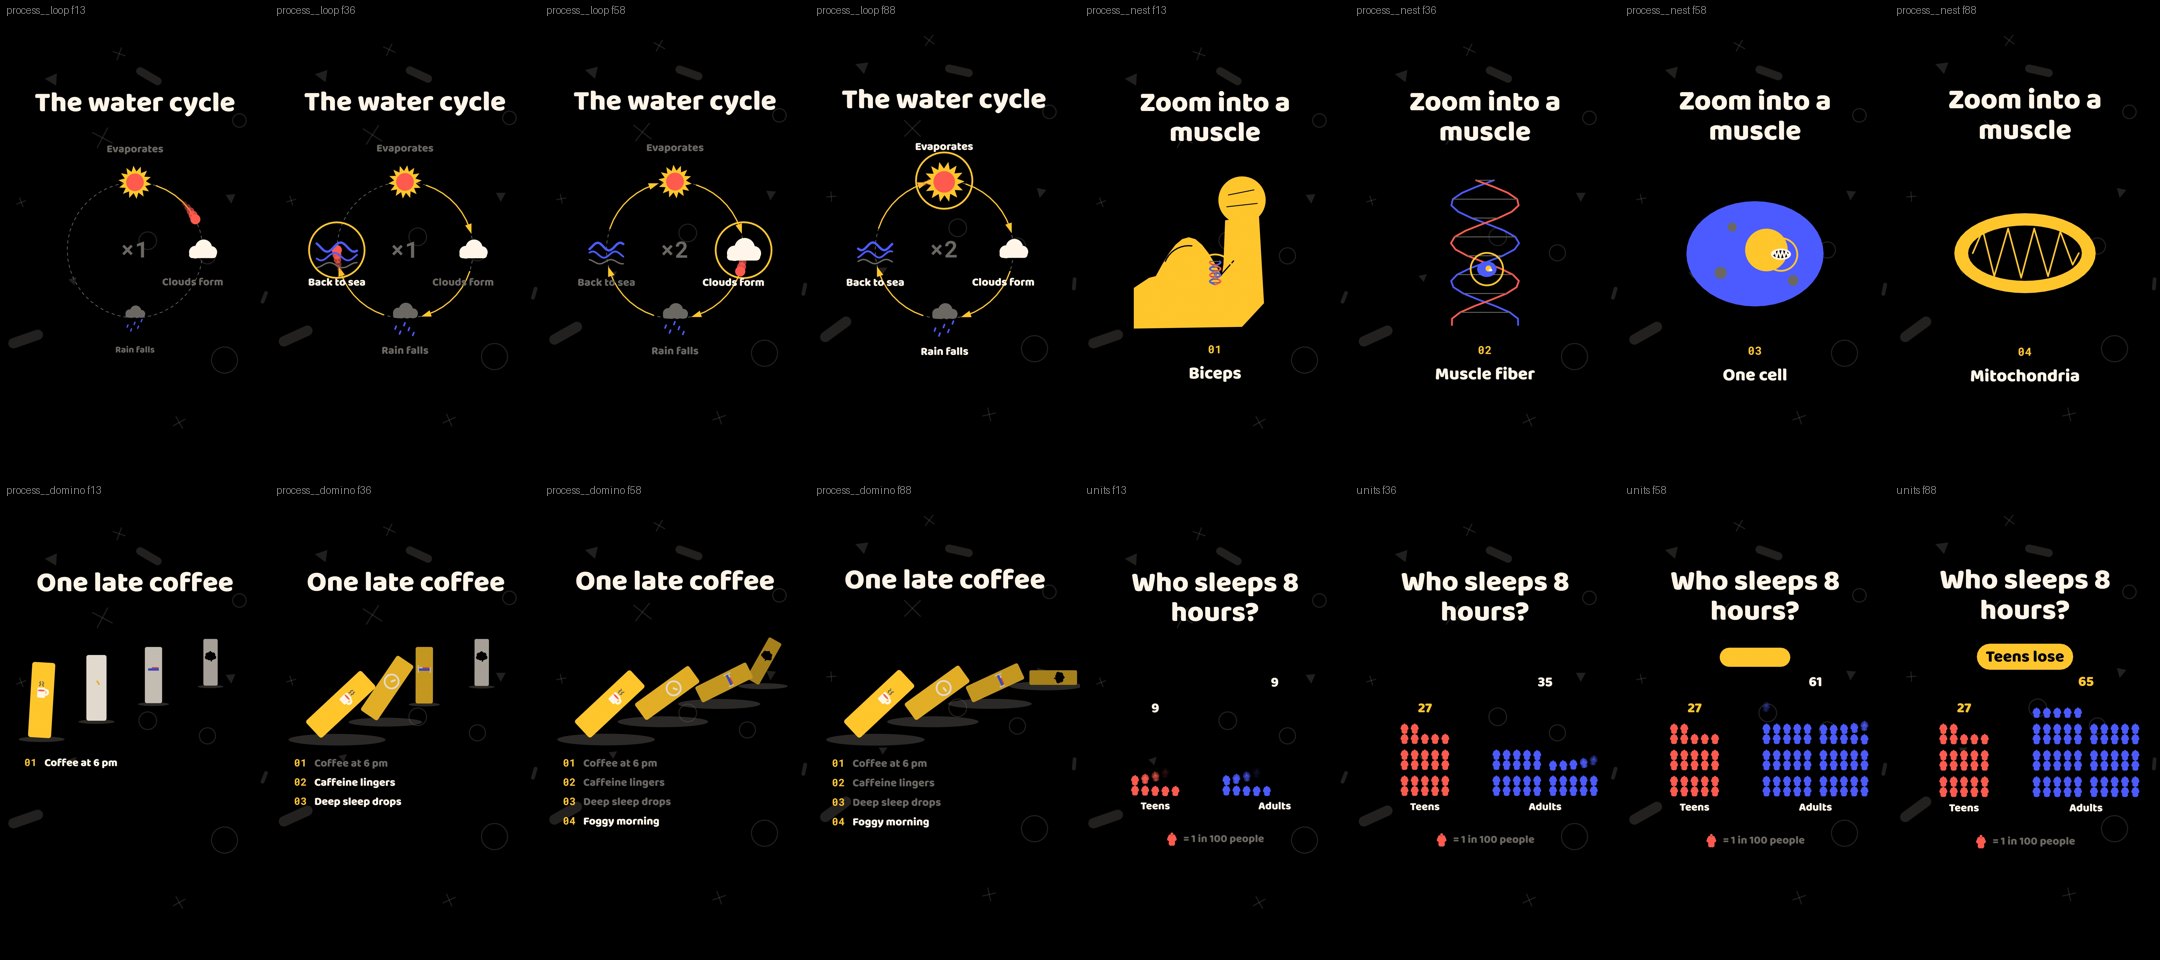 process__loop f13
process__loop f36
process__loop f58
process__loop f88
process__nest f13
process__nest f36
process__nest f58
process__nest f88
The water cycle
Evaporates
×1
Clouds form
Rain falls
The water cycle
Evaporates
×1
Back to sea
Clouds form
Rain falls
The water cycle
Evaporates
×2
Back to sea
Clouds form
Rain falls
The water cycle
Evaporates
×2
Back to sea
Clouds form
Rain falls
Zoom into a
muscle
01
Biceps
Zoom into a
muscle
02
Muscle fiber
Zoom into a
muscle
03
One cell
Zoom into a
muscle
04
Mitochondria
process__domino f13
process__domino f36
process__domino f58
process__domino f88
units f13
units f36
units f58
units f88
One late coffee
01 Coffee at 6 pm
One late coffee
01 Coffee at 6 pm
02 Caffeine lingers
03 Deep sleep drops
One late coffee
01 Coffee at 6 pm
02 Caffeine lingers
03 Deep sleep drops
04 Foggy morning
One late coffee
01 Coffee at 6 pm
02 Caffeine lingers
03 Deep sleep drops
04 Foggy morning
Who sleeps 8
hours?
9
9
Teens
Adults
= 1 in 100 people
Who sleeps 8
hours?
35
27
Teens
Adults
= 1 in 100 people
Who sleeps 8
hours?
61
27
Teens
Adults
= 1 in 100 people
Who sleeps 8
hours?
Teens lose
65
27
Teens
Adults
= 1 in 100 people